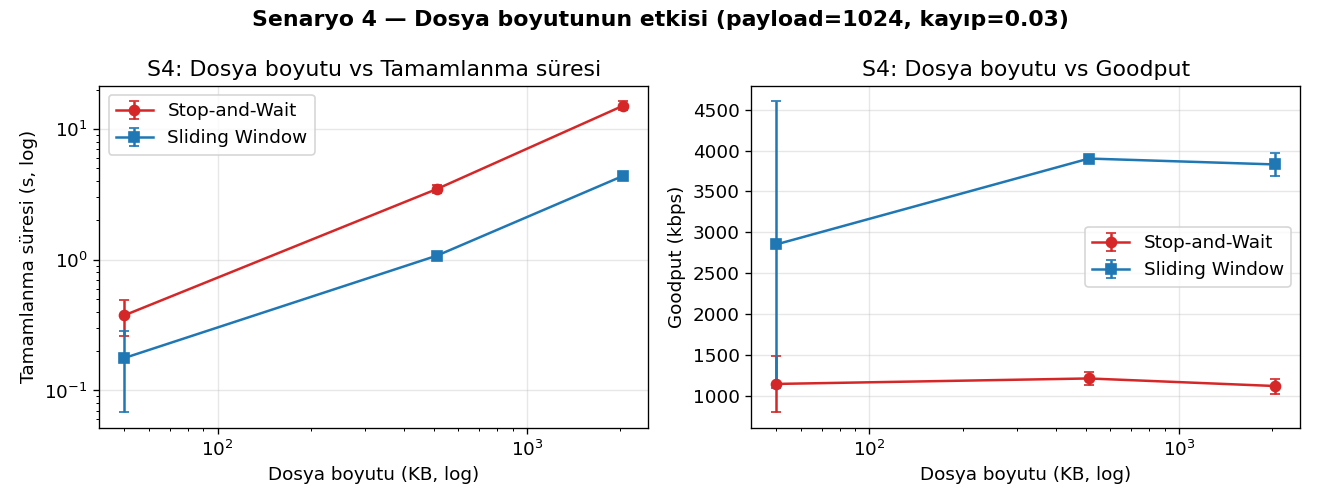 Senaryo 4 — Dosya boyutunun etkisi (payload=1024, kayıp=0.03)
S4: Dosya boyutu vs Tamamlanma süresi
Stop-and-Wait
Sliding Window
10¹
10⁰
10⁻¹
Tamamlanma süresi (s, log)
10²
10³
Dosya boyutu (KB, log)
S4: Dosya boyutu vs Goodput
4500
4000
3500
3000
2500
2000
1500
1000
Goodput (kbps)
Stop-and-Wait
Sliding Window
10²
10³
Dosya boyutu (KB, log)